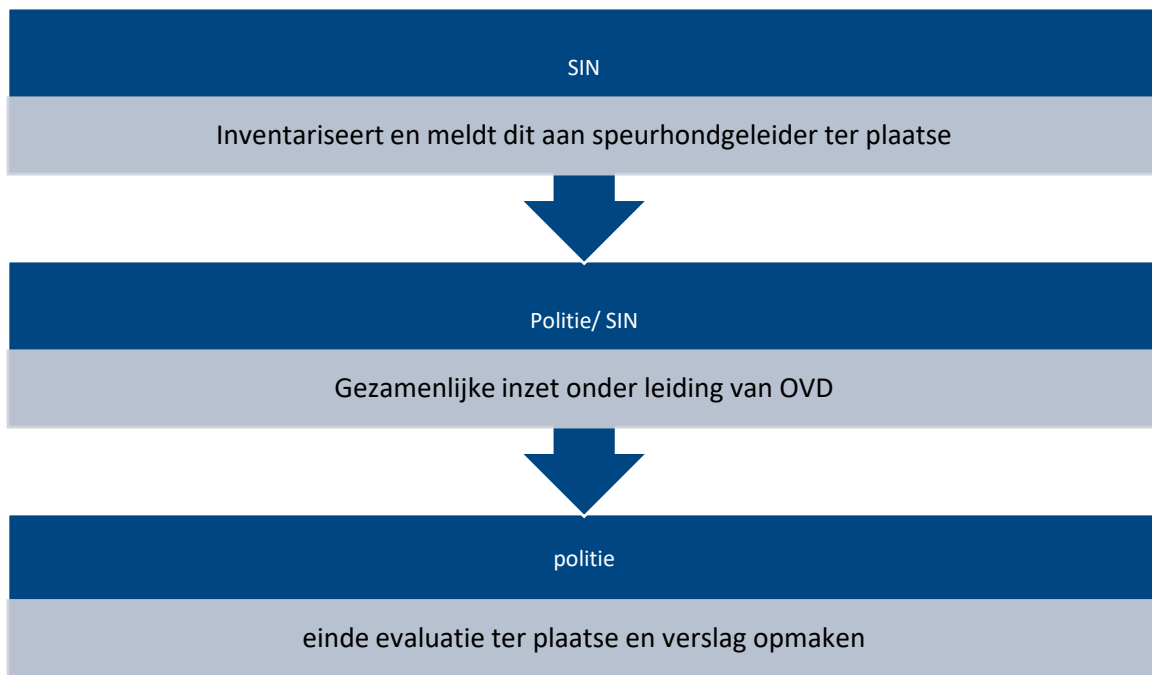 SIN
Inventariseert en meldt dit aan speurhondgeleider ter plaatse
Politie/ SIN
Gezamenlijke inzet onder leiding van OVD
politie
einde evaluatie ter plaatse en verslag opmaken